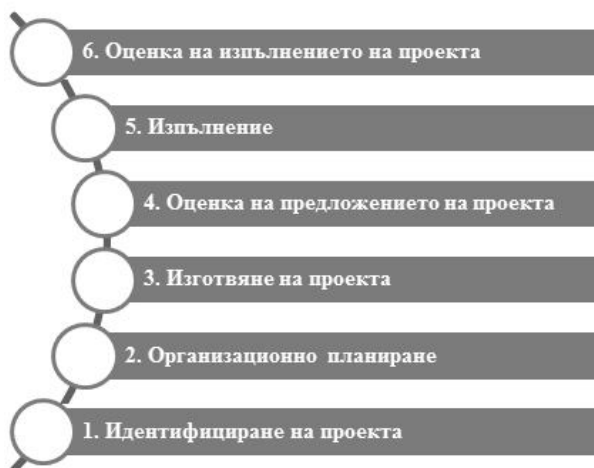 6. Оценка на изпълнението на проекта
5. Изпълнение
4. Оценка на предложението на проекта
3. Изготвяне на проекта
2. Организационно планиране
1. Идентифициране на проекта